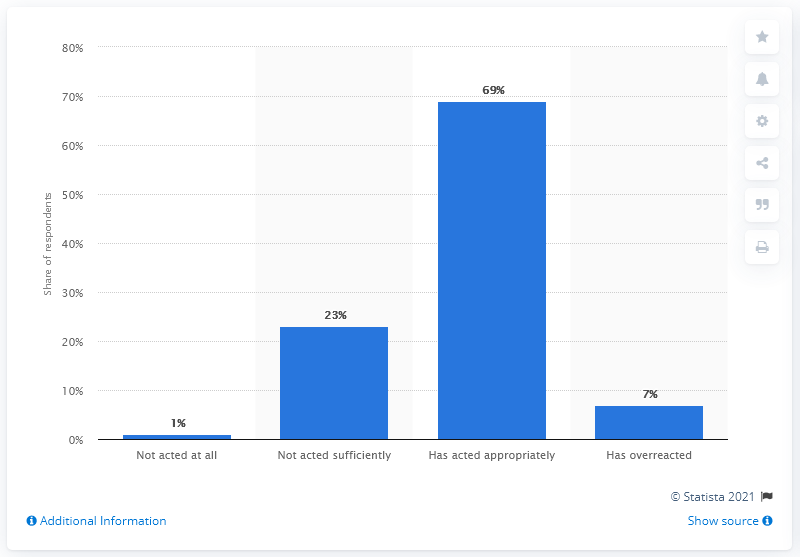 80%
70%
60%
50%
40%
30%
20%
10%
0%
Share of respondents
1%
23%
69%
7%
Not acted at all
Not acted sufficiently
Has acted appropriately
Has overreacted
© Statista 2021
Additional Information
Show source